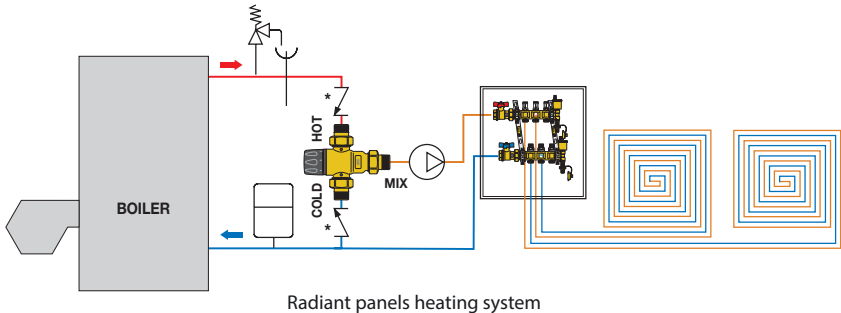 *
HOT
MIX
COLD
BOILER
*
Radiant panels heating system